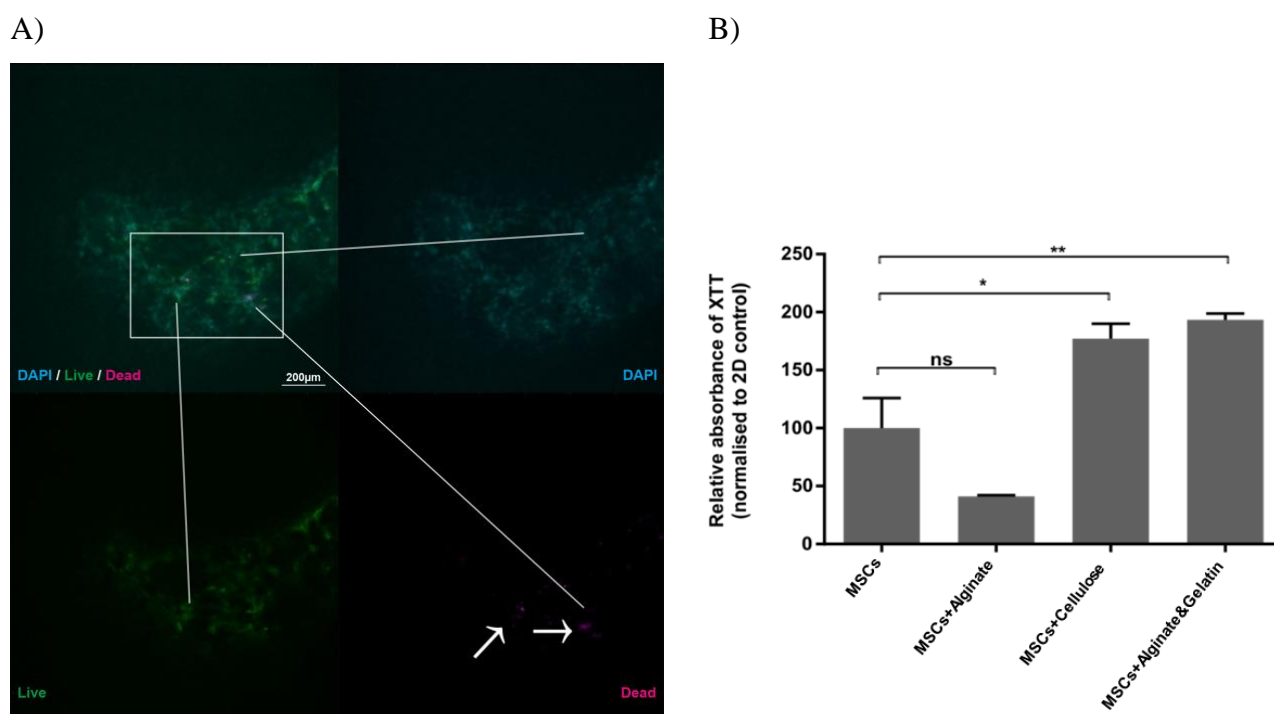 A)
B)
DAPI / Live / Dead
200µm
DAPI
Live
Dead
Relative absorbance of XTT
(normalised to 2D control)
250
200
150
100
50
0
**
*
ns
MSCs
MSCs+Alginate
MSCs+Cellulose
MSCs+Alginate&Gelatin